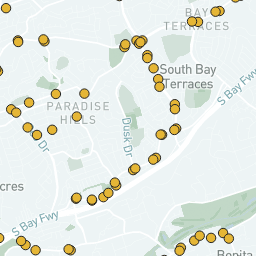 BAY
TERRACES
South Bay
Terraces
S Bay Fwy
PARADISE
HILLS
Dusk Dr
Dr
cres
S Bay Fwy
Bonita